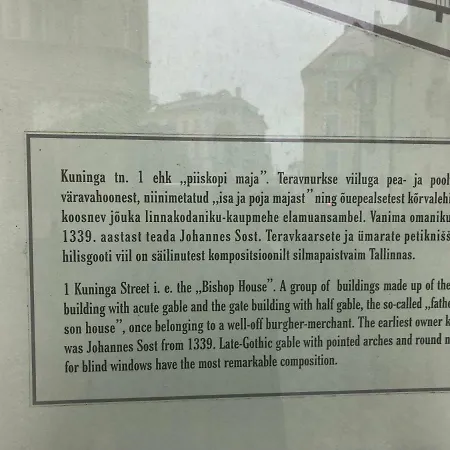 Kuninga tn. 1 ehk „piiskopi maja". Teravnurkse viiluga pea- ja pool
väravahoonest, niinimetatud „isa ja poja majast" ning õuepealsetest kõrvalehi
koosnev jõuka linnakodaniku-kaupmehe elamuansambel. Vanima omaniku
1339. aastast teada Johannes Sost. Teravkaarsete ja ümarate petiknišš
hilisgooti viil on säilinutest kompositsioonilt silmapaistvaim Tallinnas.
1 Kuninga Street i. e. the „Bishop House". A group of buildings made up of the
building with acute gable and the gate building with half gable, the so-called „fathe
son house", once belonging to a well-off burgher-merchant. The earliest owner k
was Johannes Sost from 1339. Late-Gothic gable with pointed arches and round n
for blind windows have the most remarkable composition.